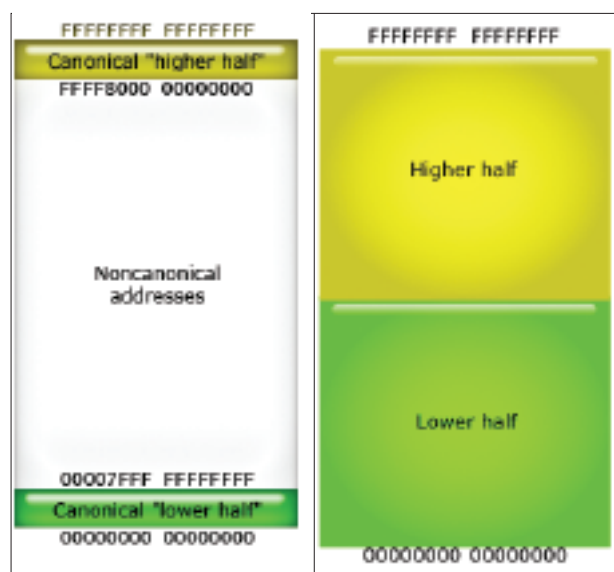 FFFFFFFF FFFFFFFF
Canonical "higher half"
FFFF8000 00000000
Noncanonical
addresses
00007FFF FFFFFFFF
Canonical "lower half"
00000000 00000000
FFFFFFFF FFFFFFFF
Higher half
Lower half
00000000 00000000